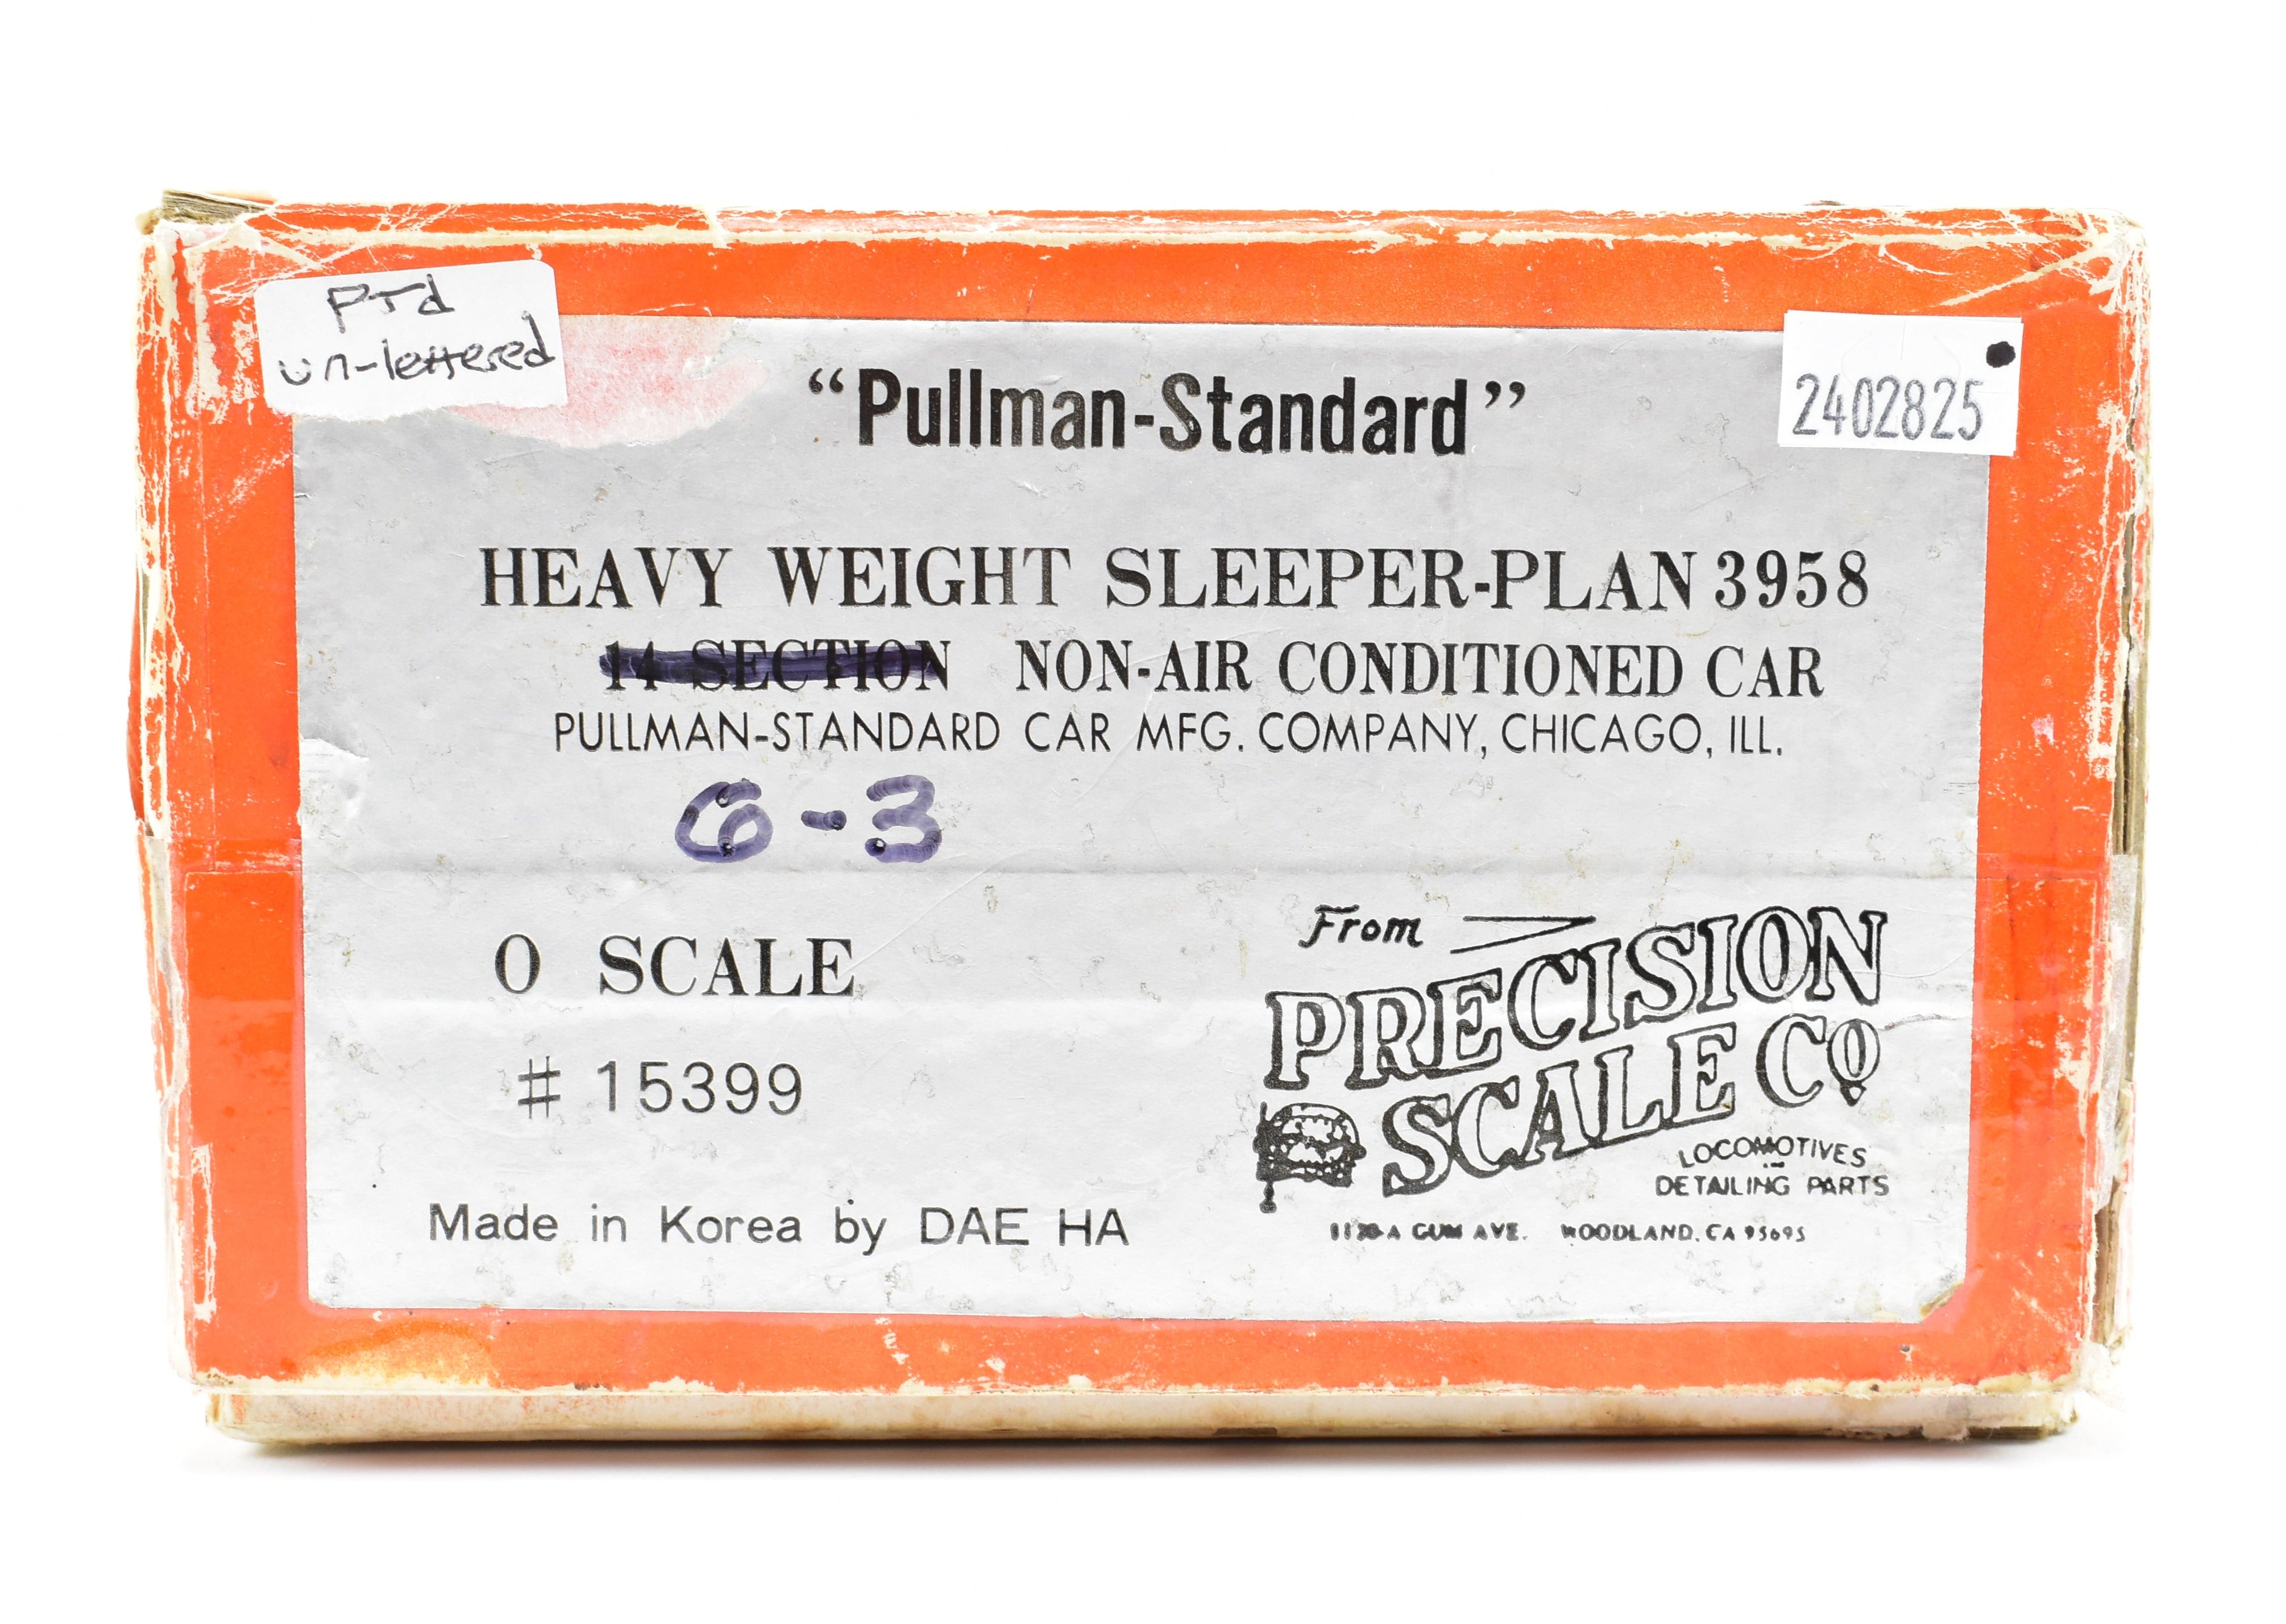 PTd
un-lettered
2402825
“Pullman-Standard”
HEAVY WEIGHT SLEEPER-PLAN 3958
14 SECTION NON-AIR CONDITIONED CAR
PULLMAN-STANDARD CAR MFG. COMPANY, CHICAGO, ILL.
6-3
O SCALE
# 15399
Made in Korea by DAE HA
From
PRECISION
SCALE CO
LOCOMOTIVES
DETAILING PARTS
GUM AVE. WOODLAND, CA 95695